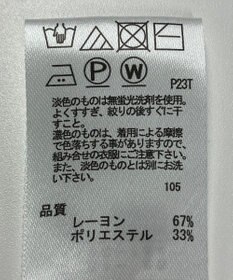 P
W
P23T
淡色のものは無蛍光洗剤を使用。
よくすすぎ、絞りの後すぐに干す
こと。
濃色のものは、着用による摩擦
で色落ちする事がありますので、
組み合せの衣服にご注意下さい。
また、淡色のものとは別にお洗
い下さい。
105
品質
レーヨン 67%
ポリエステル 33%